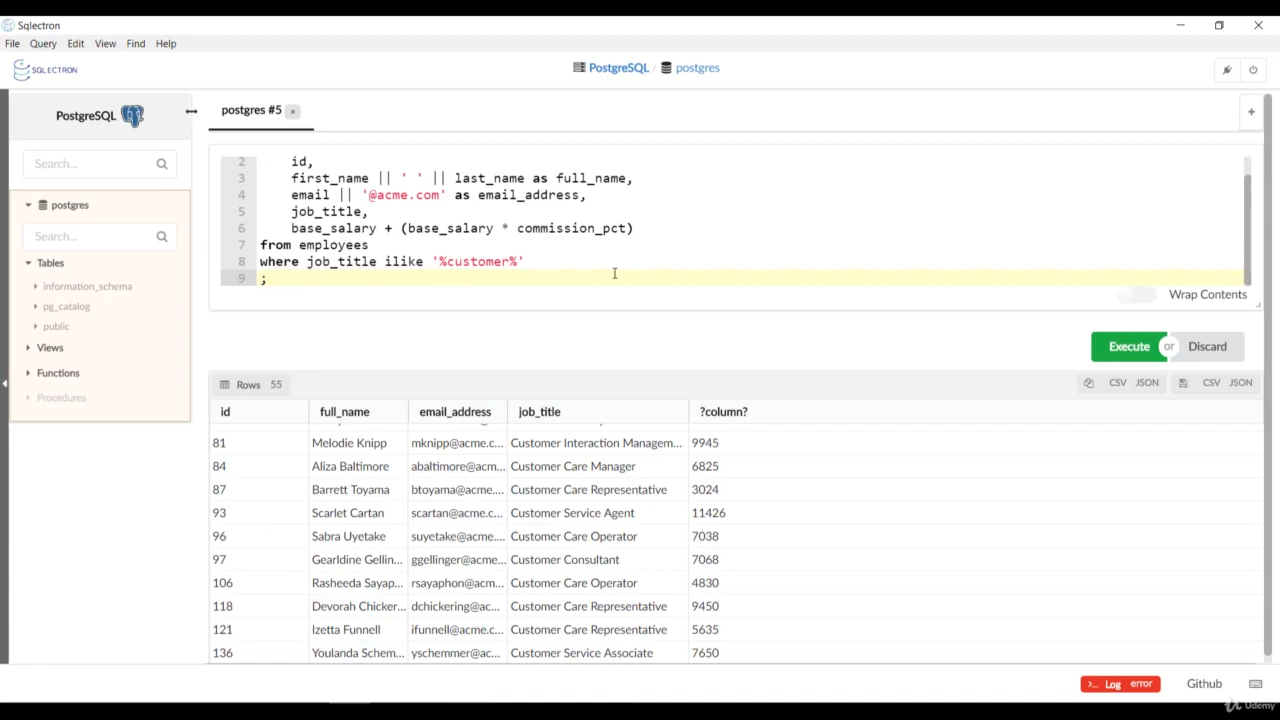 Sqlectron
File Query Edit View Find Help
SQLECTRON
PostgreSQL / postgres
PostgreSQL
postgres #5
+
Search...
postgres
Search...
Tables
information_schema
pg_catalog
public
Views
Functions
Procedures
2 id,
3 first_name || ' ' || last_name as full_name,
4 email || '@acme.com' as email_address,
5 job_title,
6 base_salary + (base_salary * commission_pct)
7 from employees
8 where job_title ilike '%customer%'
9 ;
Wrap Contents
Execute or Discard
Rows 55
CSV JSON CSV JSON
id full_name email_address job_title ?column?
81 Melodie Knipp mknipp@acme.c... Customer Interaction Managem... 9945
84 Aliza Baltimore abaltimore@acm... Customer Care Manager 6825
87 Barrett Toyama btoyama@acme.... Customer Care Representative 3024
93 Scarlet Cartan scartan@acme.c... Customer Service Agent 11426
96 Sabra Uyetake suyetake@acme... Customer Care Operator 7038
97 Gearldine Gellin... ggellinger@acme... Customer Consultant 7068
106 Rasheeda Sayap... rsayaphon@acm... Customer Care Operator 4830
118 Devorah Chicker... dchickering@ac... Customer Care Representative 9450
121 Izetta Funnell ifunnell@acme.c... Customer Care Representative 5635
136 Youlanda Schem... yschemmer@ac... Customer Service Associate 7650
>_ Log error
Github
Udemy